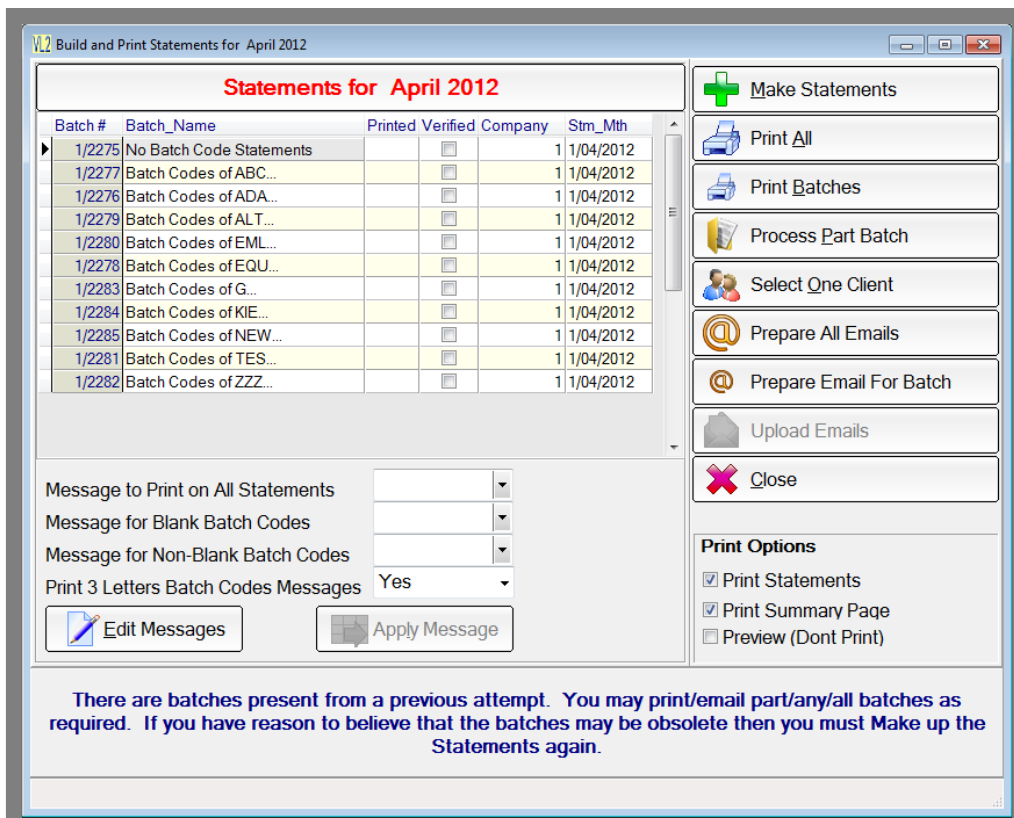 VL2 Build and Print Statements for April 2012
Statements for April 2012
Batch # Batch_Name Printed Verified Company Stm_Mth
1/2275 No Batch Code Statements 1 1/04/2012
1/2277 Batch Codes of ABC... 1 1/04/2012
1/2276 Batch Codes of ADA... 1 1/04/2012
1/2279 Batch Codes of ALT... 1 1/04/2012
1/2280 Batch Codes of EML... 1 1/04/2012
1/2278 Batch Codes of EQU... 1 1/04/2012
1/2283 Batch Codes of G... 1 1/04/2012
1/2284 Batch Codes of KIE... 1 1/04/2012
1/2285 Batch Codes of NEW... 1 1/04/2012
1/2281 Batch Codes of TES... 1 1/04/2012
1/2282 Batch Codes of ZZZ... 1 1/04/2012
Message to Print on All Statements
Message for Blank Batch Codes
Message for Non-Blank Batch Codes
Print 3 Letters Batch Codes Messages Yes
Edit Messages Apply Message
Make Statements
Print All
Print Batches
Process Part Batch
Select One Client
Prepare All Emails
Prepare Email For Batch
Upload Emails
Close
Print Options
Print Statements
Print Summary Page
Preview (Dont Print)
There are batches present from a previous attempt. You may print/email part/any/all batches as
required. If you have reason to believe that the batches may be obsolete then you must Make up the
Statements again.